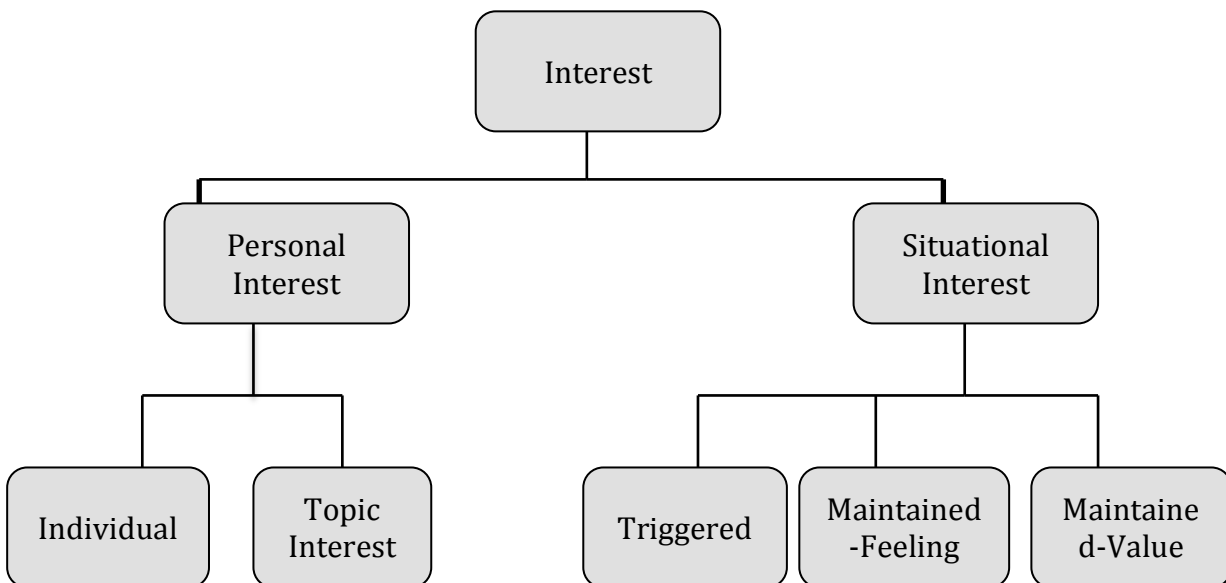 Interest
Personal
Interest
Situational
Interest
Individual
Topic
Interest
Triggered
Maintained
-Feeling
Maintaine
d-Value